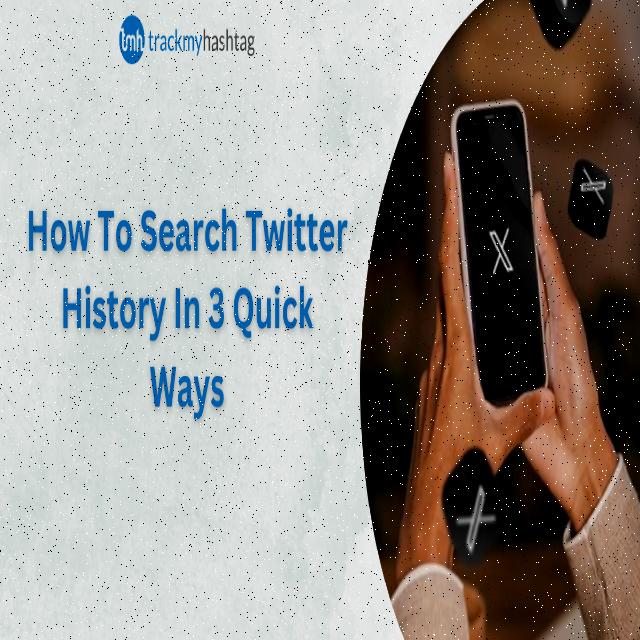 tmh trackmyhashtag
How To Search Twitter
History In 3 Quick
Ways
X